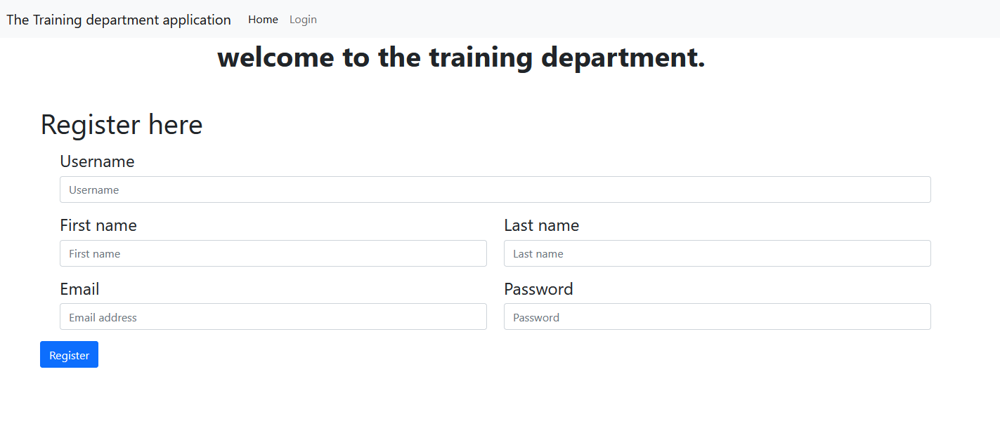 The Training department application Home Login
welcome to the training department.
Register here
Username
Username
First name Last name
First name Last name
Email Password
Email address Password
Register